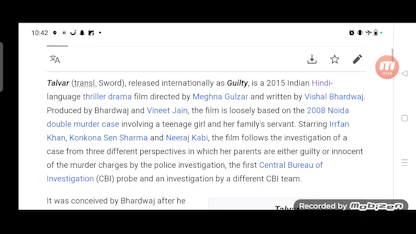 10:42
Talvar (transl. Sword), released internationally as Guilty, is a 2015 Indian Hindi-
language thriller drama film directed by Meghna Gulzar and written by Vishal Bhardwaj.
Produced by Bhardwaj and Vineet Jain, the film is loosely based on the 2008 Noida
double murder case involving a teenage girl and her family's servant. Starring Irrfan
Khan, Konkona Sen Sharma and Neeraj Kabi, the film follows the investigation of a
case from three different perspectives in which her parents are either guilty or innocent
of the murder charges by the police investigation, the first Central Bureau of
Investigation (CBI) probe and an investigation by a different CBI team.
It was conceived by Bhardwaj after he
Recorded by mobizen